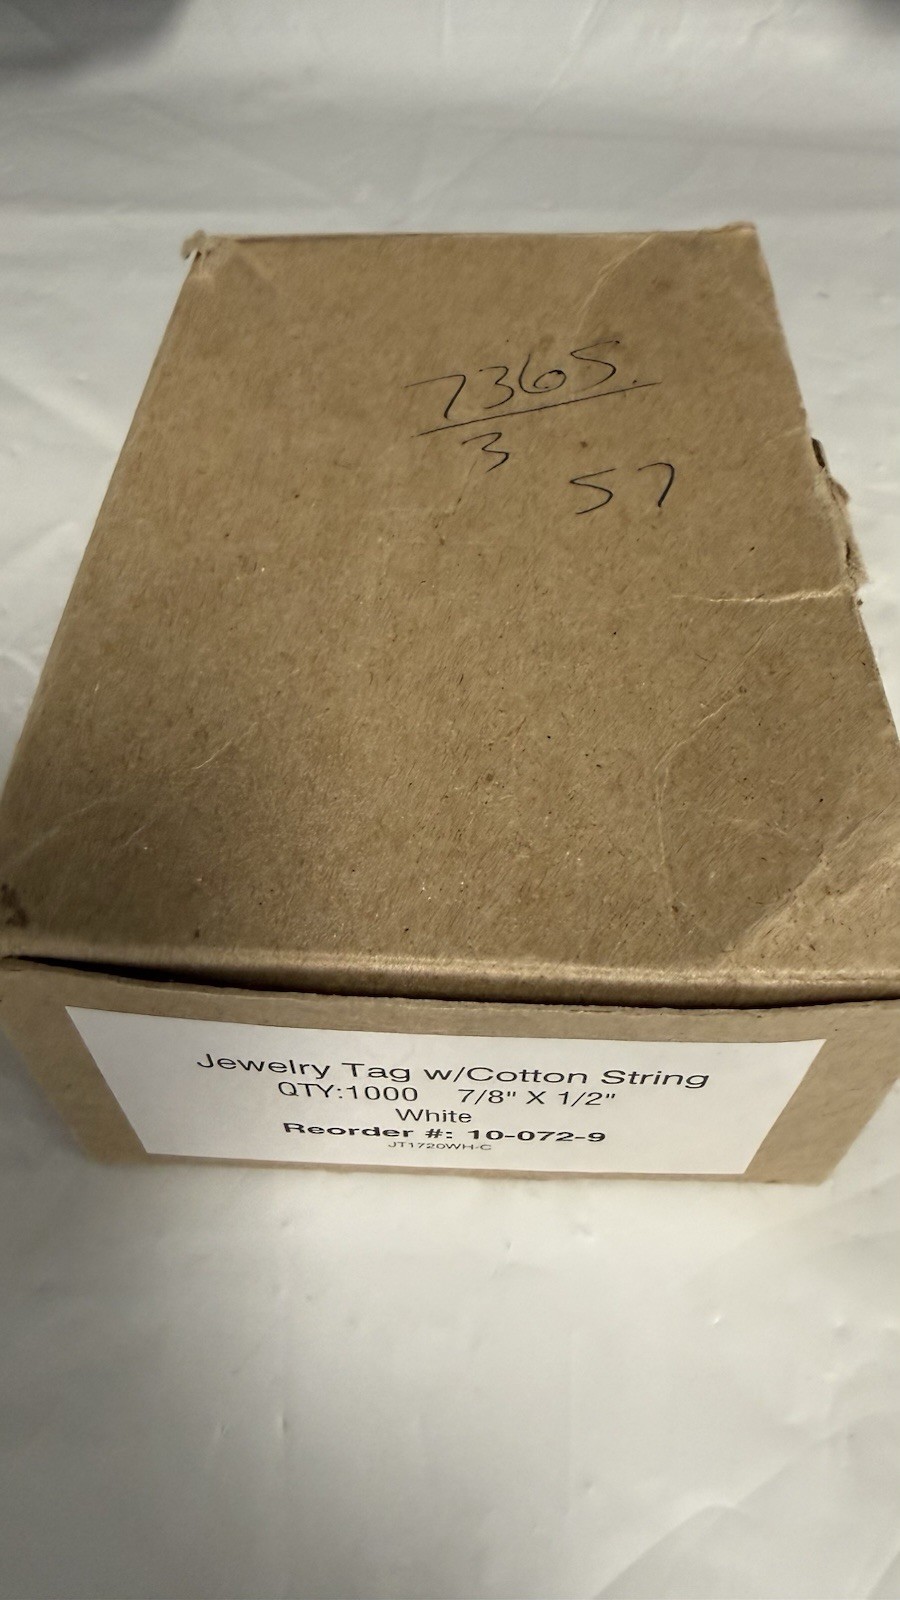 7365.
3
57
Jewelry Tag w/Cotton String
QTY:1000 7/8" X 1/2"
White
Reorder #: 10-072-9
JT1720WH-C